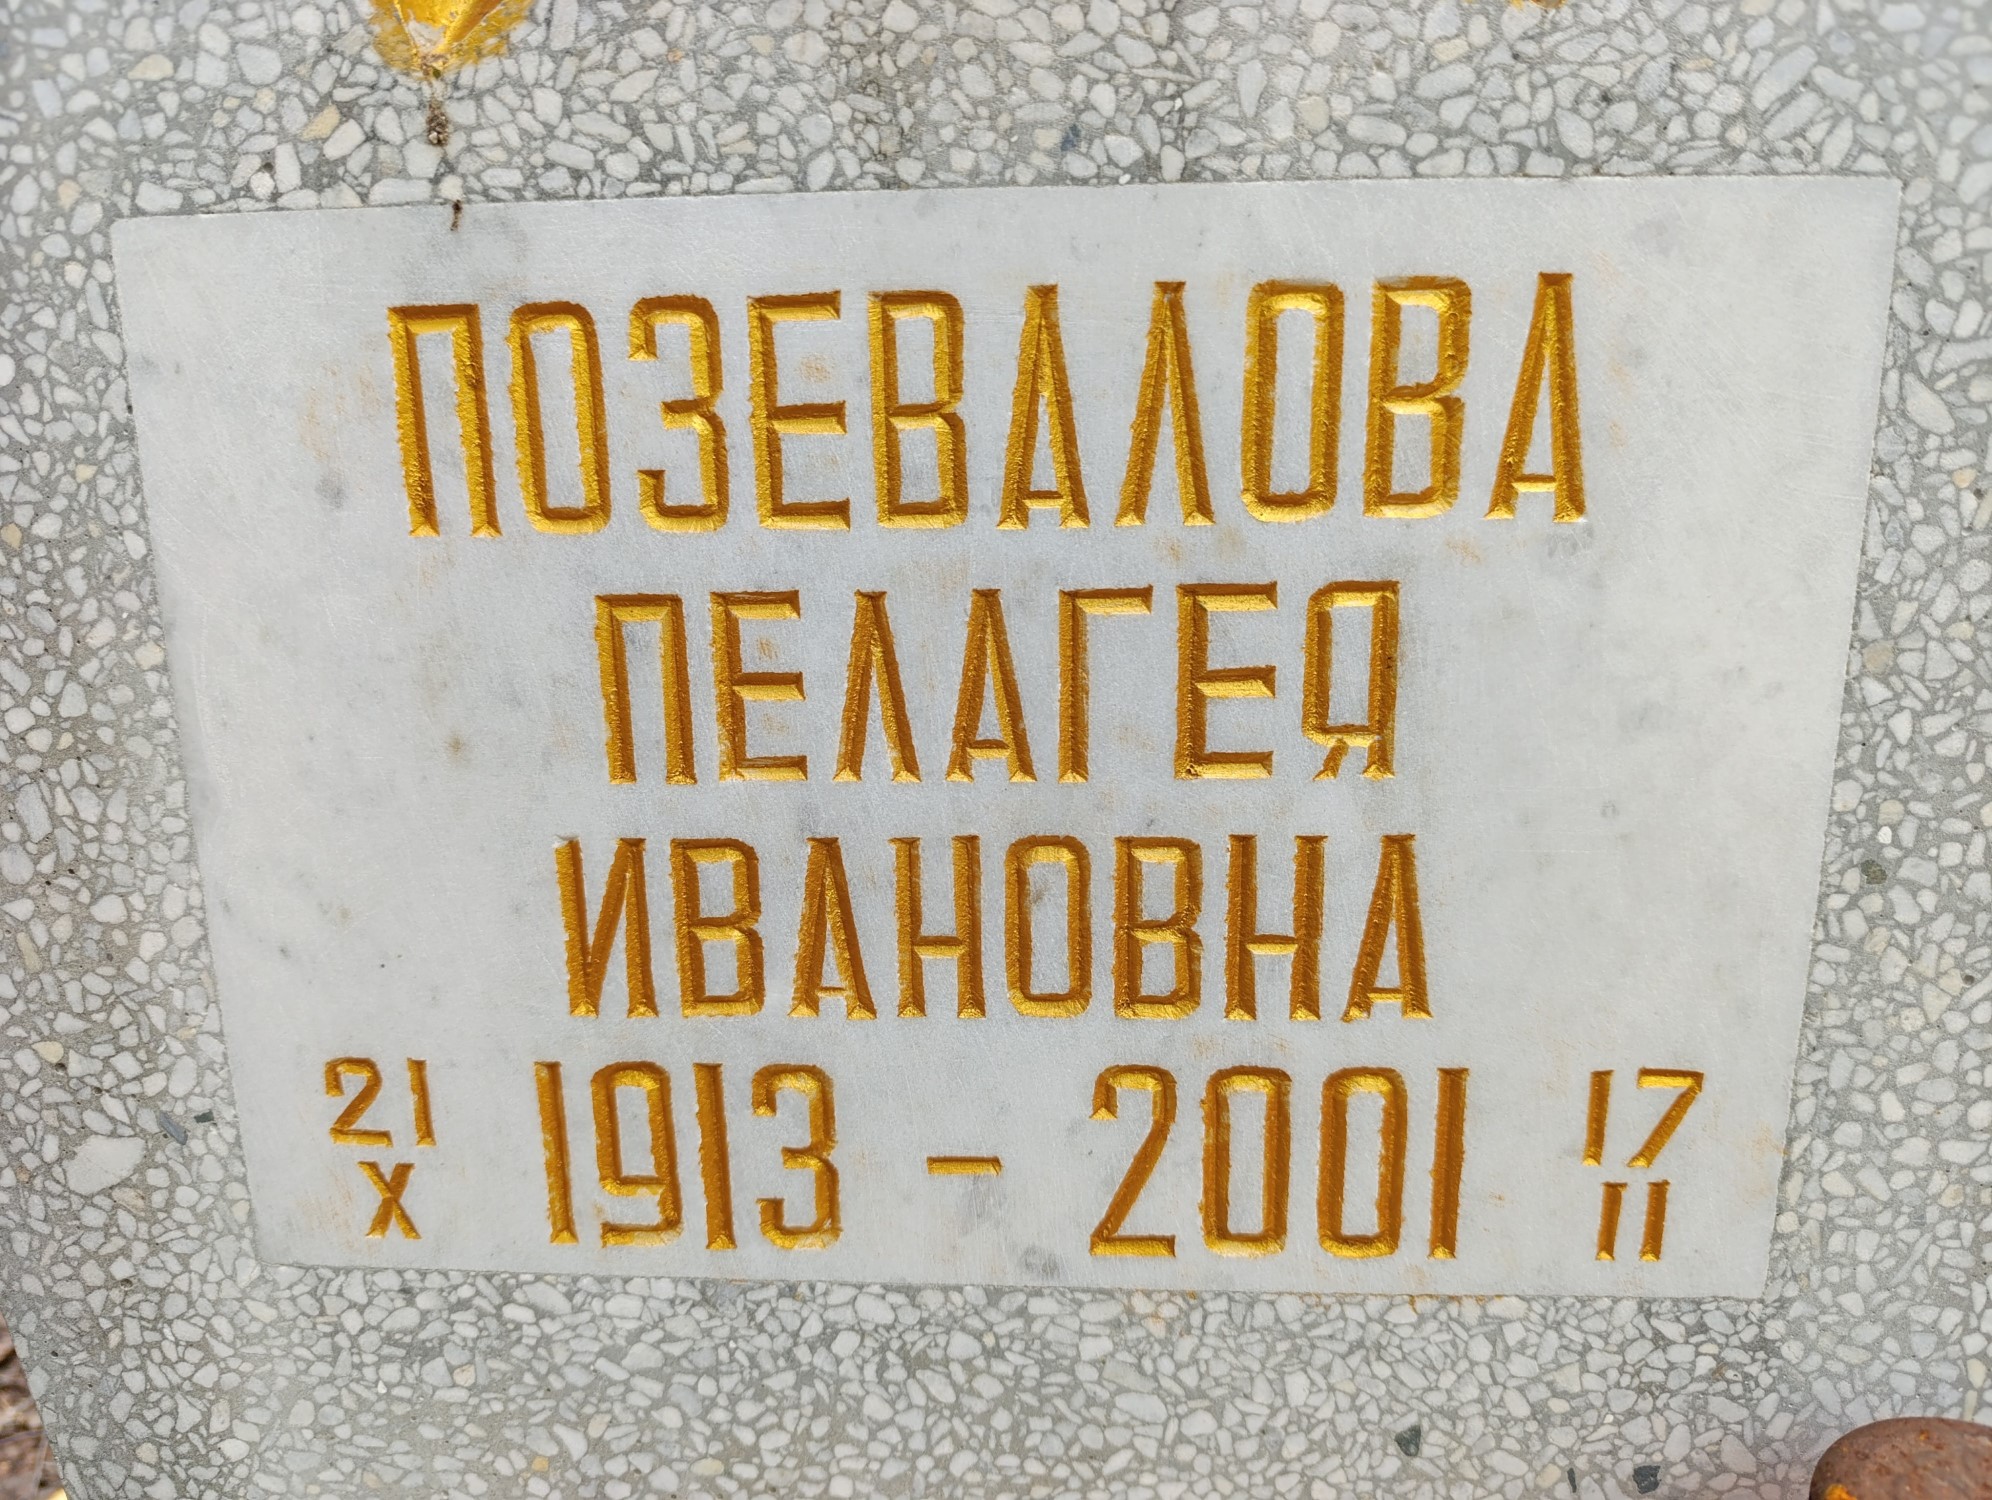 ПОЗЕВАЛОВА
ПЕЛАГЕЯ
ИВАНОВНА
21 X 1913 - 2001 17 II